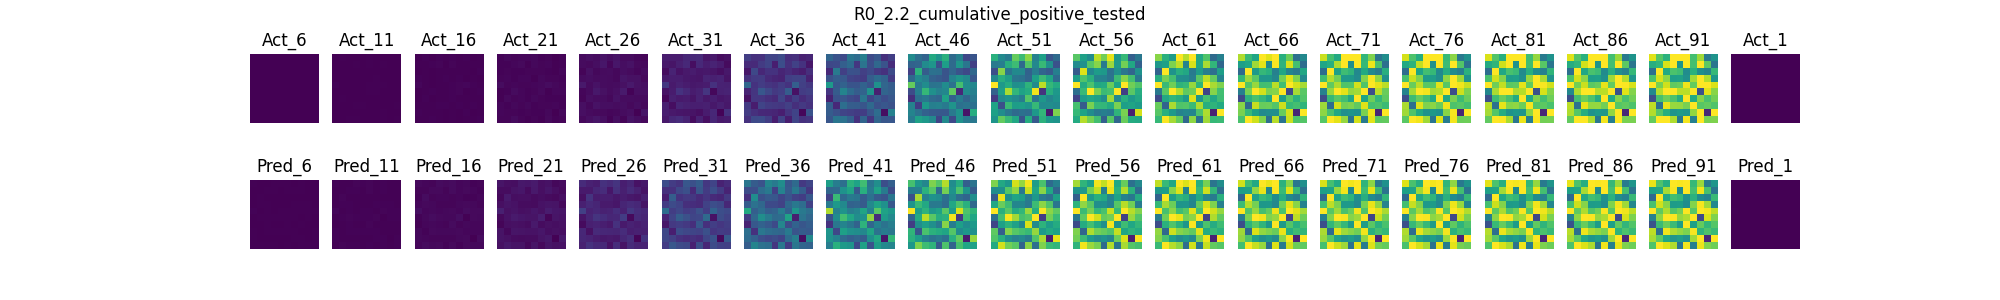 R0_2.2_cumulative_positive_tested
Act_6 Act_11 Act_16 Act_21 Act_26 Act_31 Act_36 Act_41 Act_46 Act_51 Act_56 Act_61 Act_66 Act_71 Act_76 Act_81 Act_86 Act_91 Act_1
Pred_6 Pred_11 Pred_16 Pred_21 Pred_26 Pred_31 Pred_36 Pred_41 Pred_46 Pred_51 Pred_56 Pred_61 Pred_66 Pred_71 Pred_76 Pred_81 Pred_86 Pred_91 Pred_1